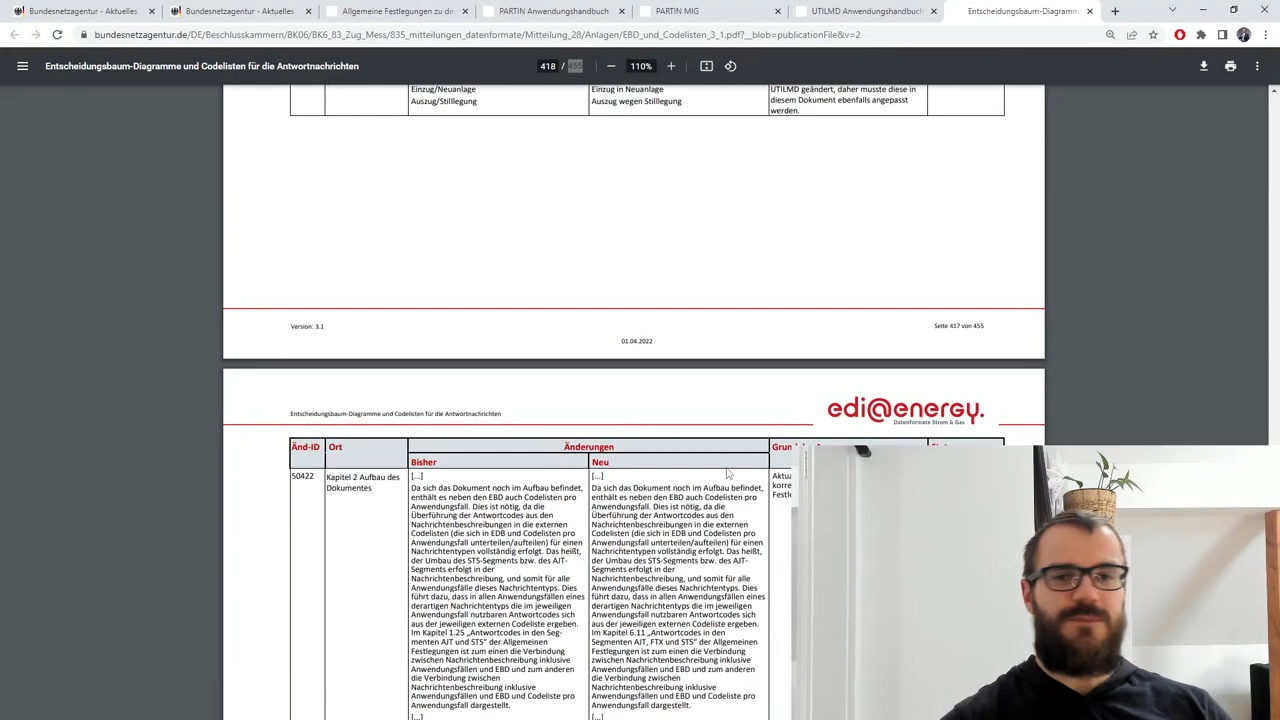 Bundesnetzagentur - Aktuelles
Bundesnetzagentur - Aktuelles
Allgemeine Festlegungen zu de
PARTIN Anwendungshandbuch
PARTIN MIG
UTILMD Anwendungshandbuch
Entscheidungsbaum-Diagramme
bundesnetzagentur.de/DE/Beschlusskammern/BK06/BK6_83_Zug_Mess/835_mitteilungen_datenformate/Mitteilung_28/Anlagen/EBD_und_Codelisten_3_1.pdf?__blob=publicationFile&v=2
Entscheidungsbaum-Diagramme und Codelisten für die Antwortnachrichten
418 / 455
110%
Einzug/Neuanlage
Auszug/Stilllegung
Einzug in Neuanlage
Auszug wegen Stilllegung
UTILMD geändert, daher musste diese in
diesem Dokument ebenfalls angepasst
werden.
Version: 3.1
Seite 417 von 455
01.04.2022
Entscheidungsbaum-Diagramme und Codelisten für die Antwortnachrichten
edi@energy.
Datenformate Strom & Gas
Änd-ID
Ort
Änderungen
Bisher
Neu
50422
Kapitel 2 Aufbau des
Dokumentes
[...]
Da sich das Dokument noch im Aufbau befindet,
enthält es neben den EBD auch Codelisten pro
Anwendungsfall. Dies ist nötig, da die
Überführung der Antwortcodes aus den
Nachrichtenbeschreibungen in die externen
Codelisten (die sich in EDB und Codelisten pro
Anwendungsfall unterteilen/aufteilen) für einen
Nachrichtentypen vollständig erfolgt. Das heißt,
der Umbau des STS-Segments bzw. des AJT-
Segments erfolgt in der
Nachrichtenbeschreibung, und somit für alle
Anwendungsfälle dieses Nachrichtentyps. Dies
führt dazu, dass in allen Anwendungsfällen eines
derartigen Nachrichtentyps die im jeweiligen
Anwendungsfall nutzbaren Antwortcodes sich
aus der jeweiligen externen Codeliste ergeben.
Im Kapitel 1.25 „Antwortcodes in den Seg-
menten AJT und STS" der Allgemeinen
Festlegungen ist zum einen die Verbindung
zwischen Nachrichtenbeschreibung inklusive
Anwendungsfällen und EBD und zum anderen
die Verbindung zwischen
Nachrichtenbeschreibung inklusive
Anwendungsfällen und EBD und Codeliste pro
Anwendungsfall dargestellt.
[...]
[...]
Da sich das Dokument noch im Aufbau befindet,
enthält es neben den EBD auch Codelisten pro
Anwendungsfall. Dies ist nötig, da die
Überführung der Antwortcodes aus den
Nachrichtenbeschreibungen in die externen
Codelisten (die sich in EDB und Codelisten pro
Anwendungsfall unterteilen/aufteilen) für einen
Nachrichtentypen vollständig erfolgt. Das heißt,
der Umbau des STS-Segments bzw. des AJT-
Segments erfolgt in der
Nachrichtenbeschreibung, und somit für alle
Anwendungsfälle dieses Nachrichtentyps. Dies
führt dazu, dass in allen Anwendungsfällen eines
derartigen Nachrichtentyps die im jeweiligen
Anwendungsfall nutzbaren Antwortcodes sich
aus der jeweiligen externen Codeliste ergeben.
Im Kapitel 6.11 „Antwortcodes in den
Segmenten AJT, FTX und STS" der Allgemeinen
Festlegungen ist zum einen die Verbindung
zwischen Nachrichtenbeschreibung inklusive
Anwendungsfällen und EBD und zum anderen
die Verbindung zwischen
Nachrichtenbeschreibung inklusive
Anwendungsfällen und EBD und Codeliste pro
Anwendungsfall dargestellt.
[...]
Aktua
korre
Festle